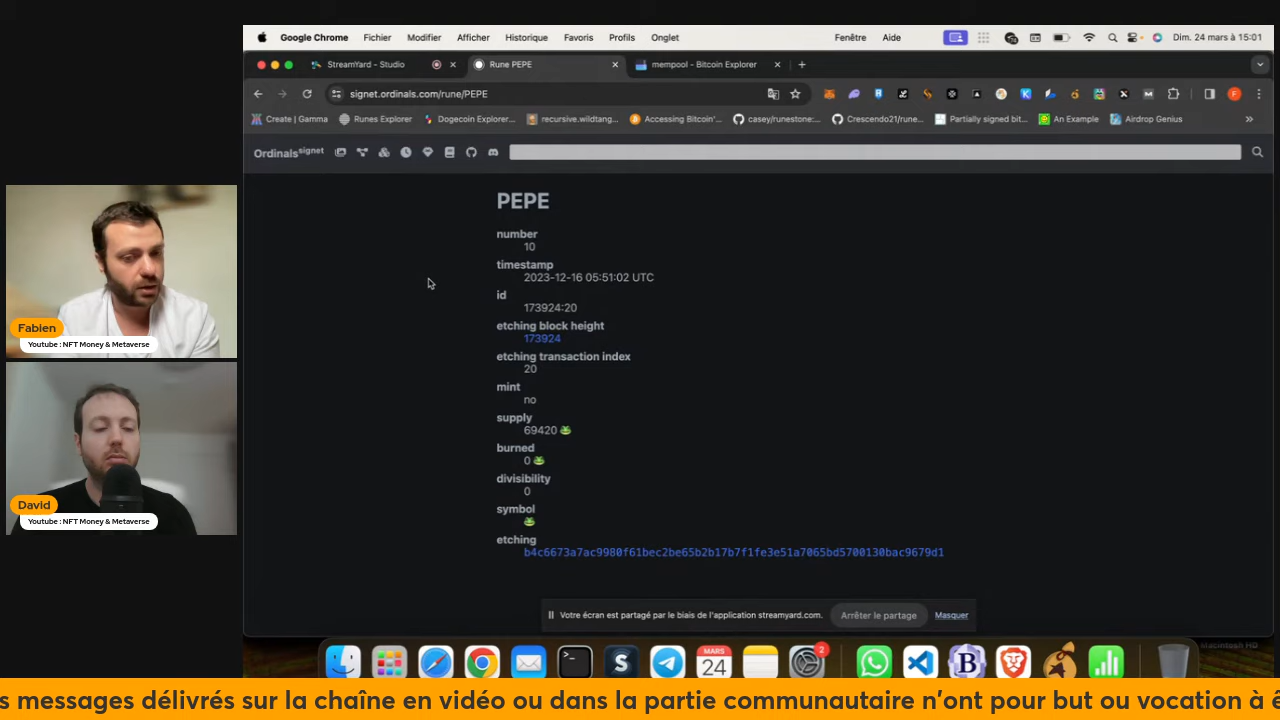 Google Chrome Fichier Modifier Afficher Historique Favoris Profils Onglet Fenêtre Aide Dim. 24 mars à 15:01
StreamYard - Studio Rune PEPE mempool - Bitcoin Explorer
signet.ordinals.com/rune/PEPE
Create | Gamma Runes Explorer Dogecoin Explorer... recursive.wildtang... Accessing Bitcoin'... casey/runestone:... Crescendo21/rune... Partially signed bit... An Example Airdrop Genius
Ordinals signet
PEPE
number
10
timestamp
2023-12-16 05:51:02 UTC
id
173924:20
etching block height
173924
etching transaction index
20
mint
no
supply
69420 🐸
burned
0 🐸
divisibility
0
symbol
🐸
etching
b4c6673a7ac9980f61bec2be65b2b17b7f1fe3e51a7065bd5700130bac9679d1
Fabien
Youtube : NFT Money & Metaverse
David
Youtube : NFT Money & Metaverse
Votre écran est partagé par le biais de l'application streamyard.com. Arrêter le partage Masquer
Macintosh HD
MARS
24
2
s messages délivrés sur la chaîne en vidéo ou dans la partie communautaire n'ont pour but ou vocation à ê